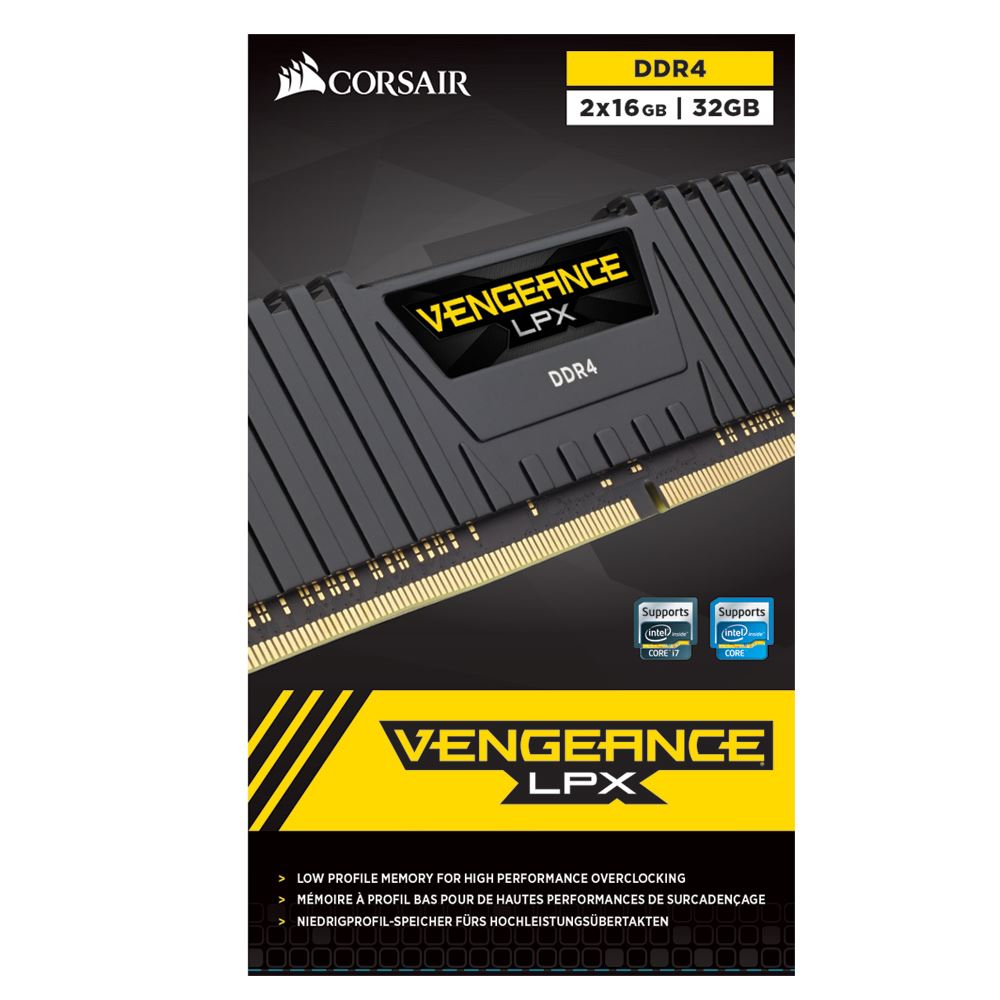 CORSAIR
DDR4
2x16GB | 32GB
VENGEANCE
LPX
DDR4
Supports
intel inside
CORE i7
Supports
intel inside
CORE
VENGEANCE
LPX
> LOW PROFILE MEMORY FOR HIGH PERFORMANCE OVERCLOCKING
> MÉMOIRE À PROFIL BAS POUR DE HAUTES PERFORMANCES DE SURCADENÇAGE
> NIEDRIGPROFIL-SPEICHER FÜRS HOCHLEISTUNGSÜBERTAKTEN